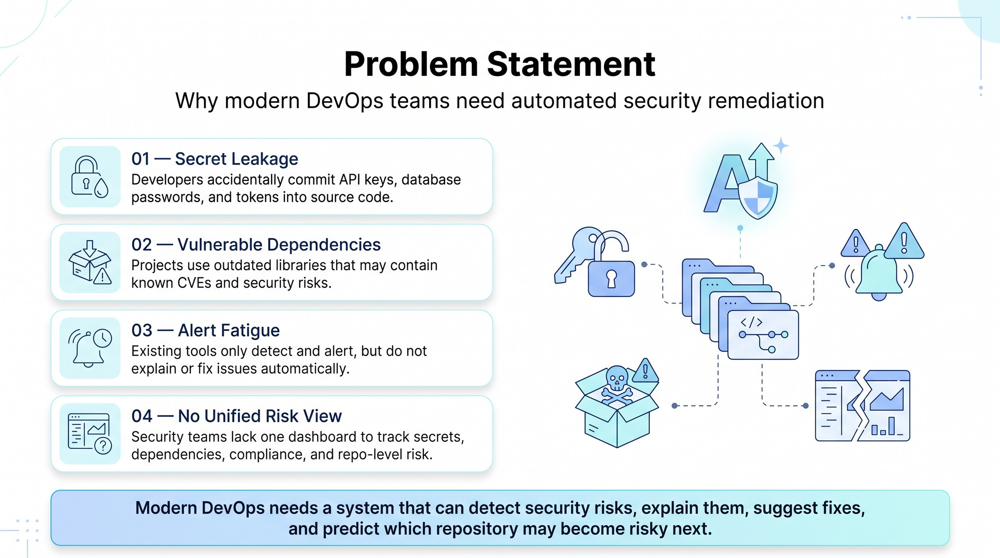 Problem Statement
Why modern DevOps teams need automated security remediation
01 — Secret Leakage
Developers accidentally commit API keys, database
passwords, and tokens into source code.
02 — Vulnerable Dependencies
Projects use outdated libraries that may contain
known CVEs and security risks.
03 — Alert Fatigue
Existing tools only detect and alert, but do not
explain or fix issues automatically.
04 — No Unified Risk View
Security teams lack one dashboard to track secrets,
dependencies, compliance, and repo-level risk.
AI
</>
Modern DevOps needs a system that can detect security risks, explain them, suggest fixes,
and predict which repository may become risky next.